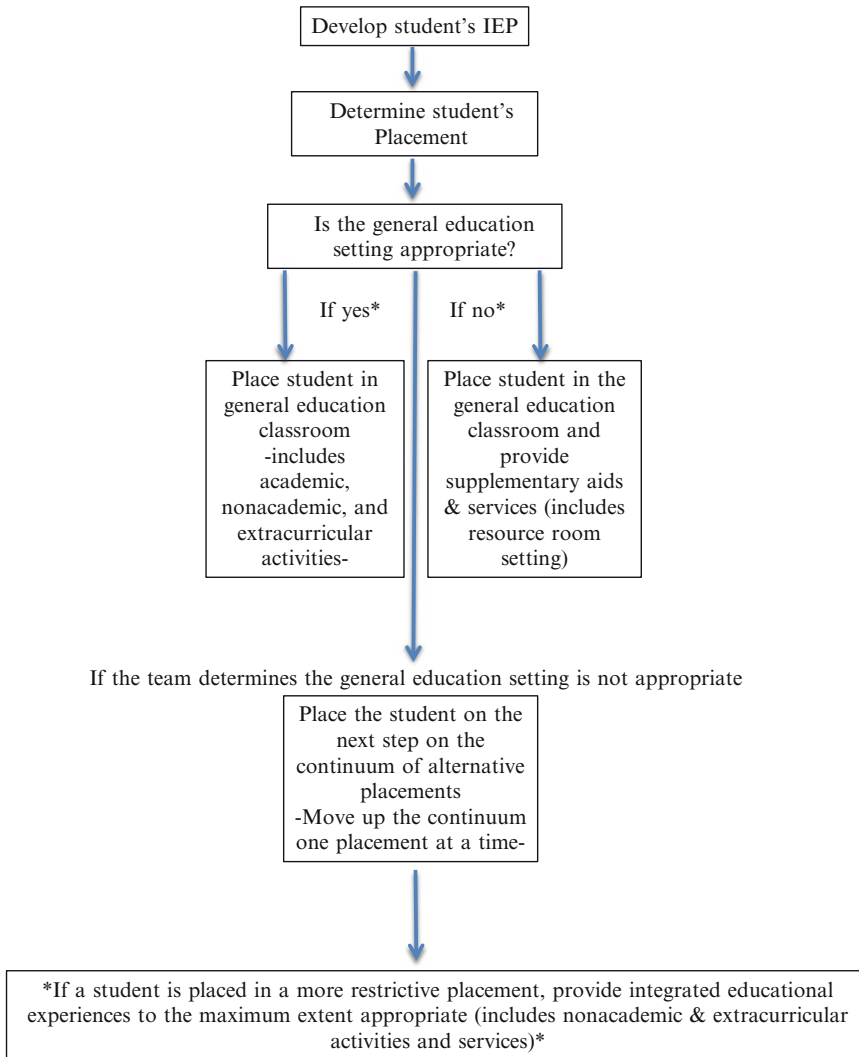 Develop student's IEP
Determine student's
Placement
Is the general education
setting appropriate?
If yes*
If no*
Place student in
general education
classroom
-includes
academic,
nonacademic, and
extracurricular
activities-
Place student in the
general education
classroom and
provide
supplementary aids
& services (includes
resource room
setting)
If the team determines the general education setting is not appropriate
Place the student on the
next step on the
continuum of alternative
placements
-Move up the continuum
one placement at a time-
*If a student is placed in a more restrictive placement, provide integrated educational
experiences to the maximum extent appropriate (includes nonacademic & extracurricular
activities and services)*